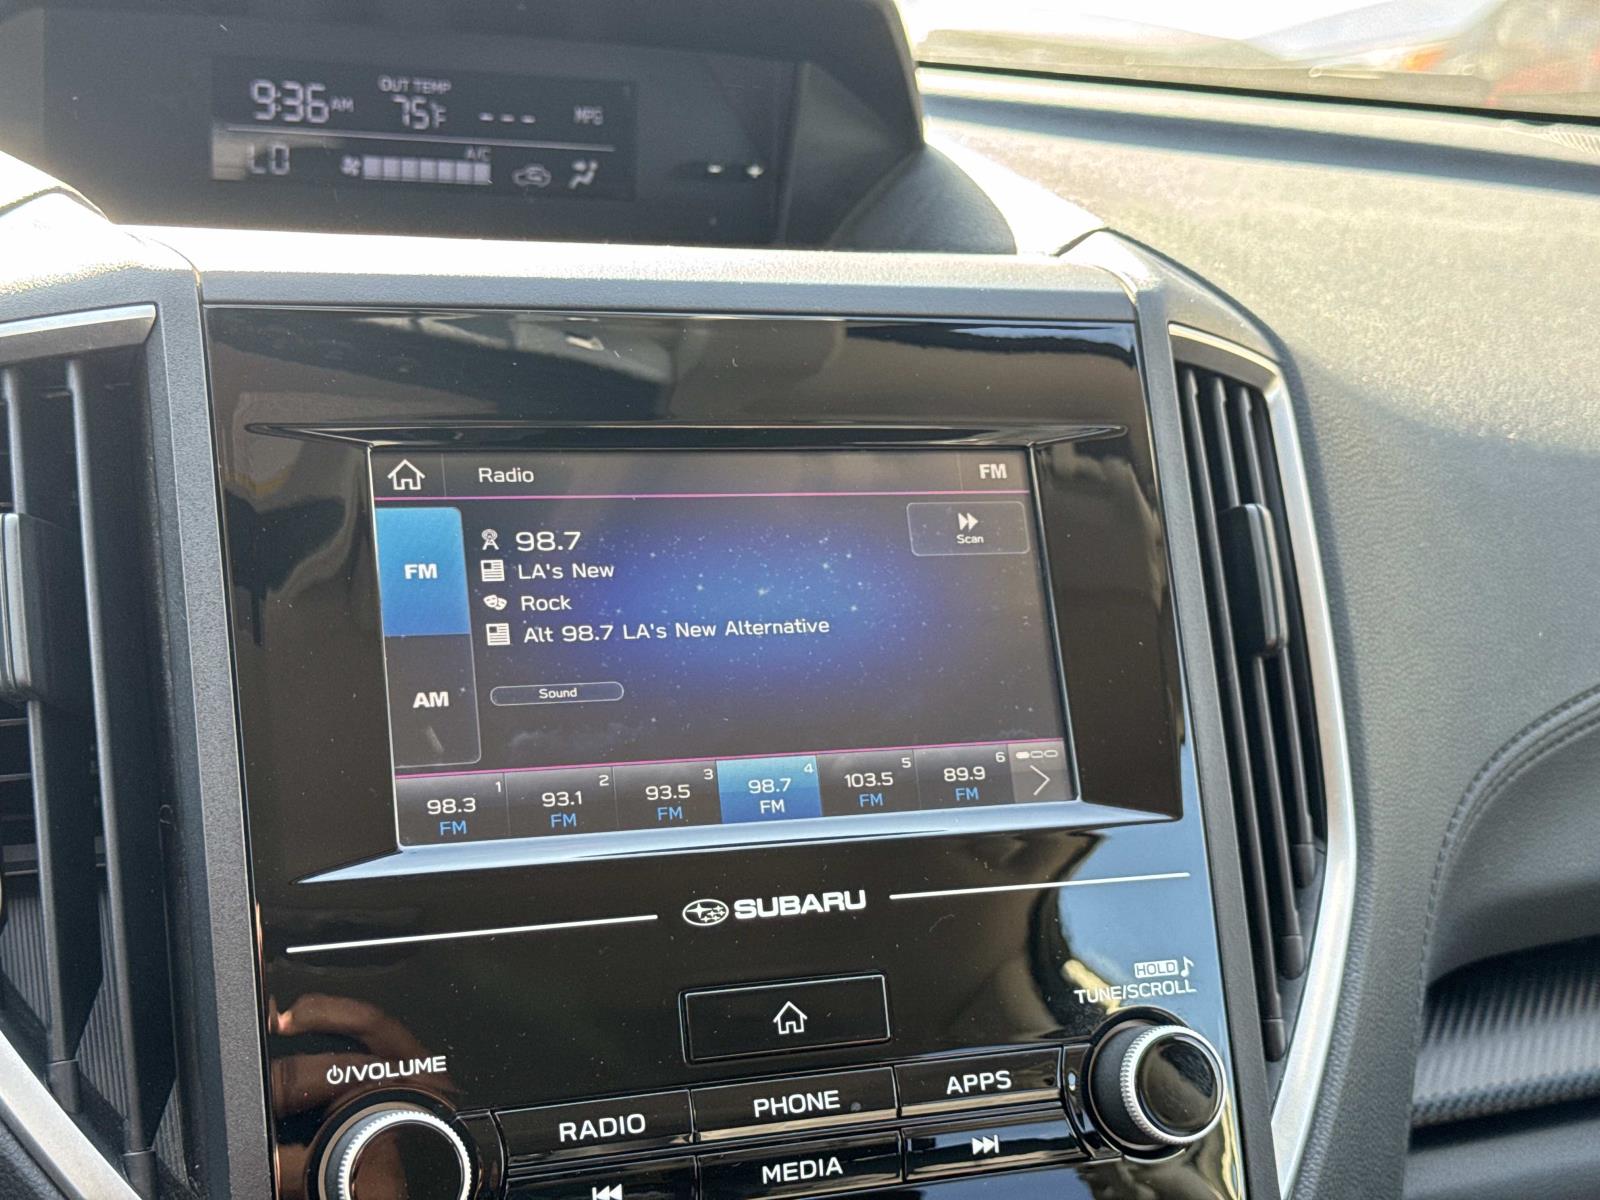 9:36 AM OUT TEMP 75°F --- MPG
LO A/C
- +
Radio FM
FM
98.7
LA's New
Rock
Alt 98.7 LA's New Alternative
Scan
AM
Sound
1 2 3 4 5 6
98.3 93.1 93.5 98.7 103.5 89.9
FM FM FM FM FM FM
SUBARU
HOLD
TUNE/SCROLL
/VOLUME
RADIO PHONE APPS
MEDIA